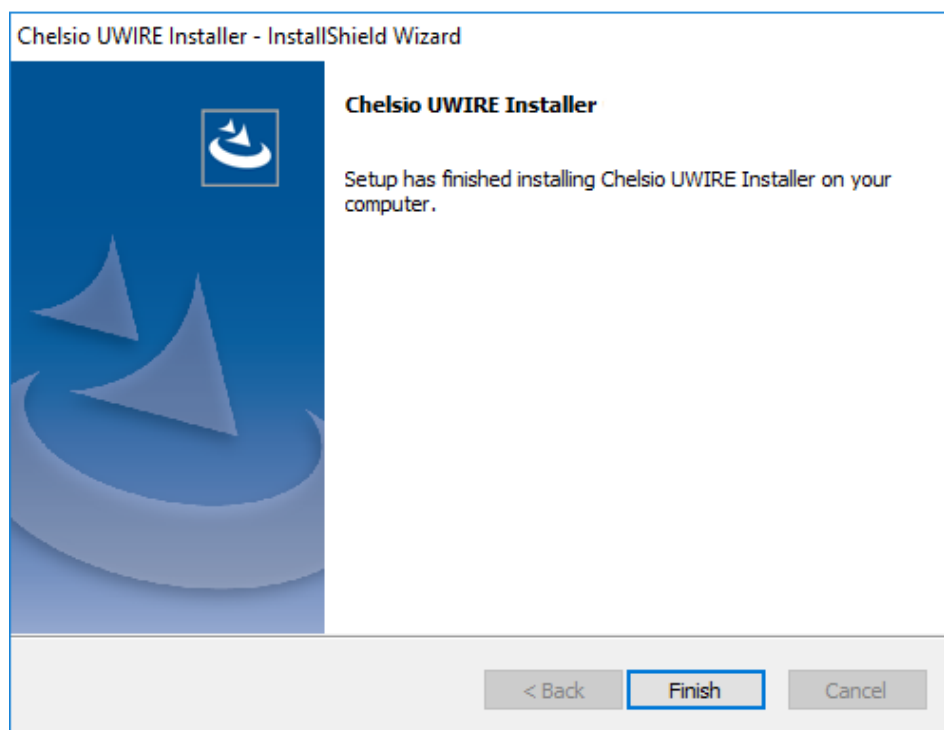 Chelsio UWIRE Installer - InstallShield Wizard
Chelsio UWIRE Installer
Setup has finished installing Chelsio UWIRE Installer on your
computer.
< Back
Finish
Cancel